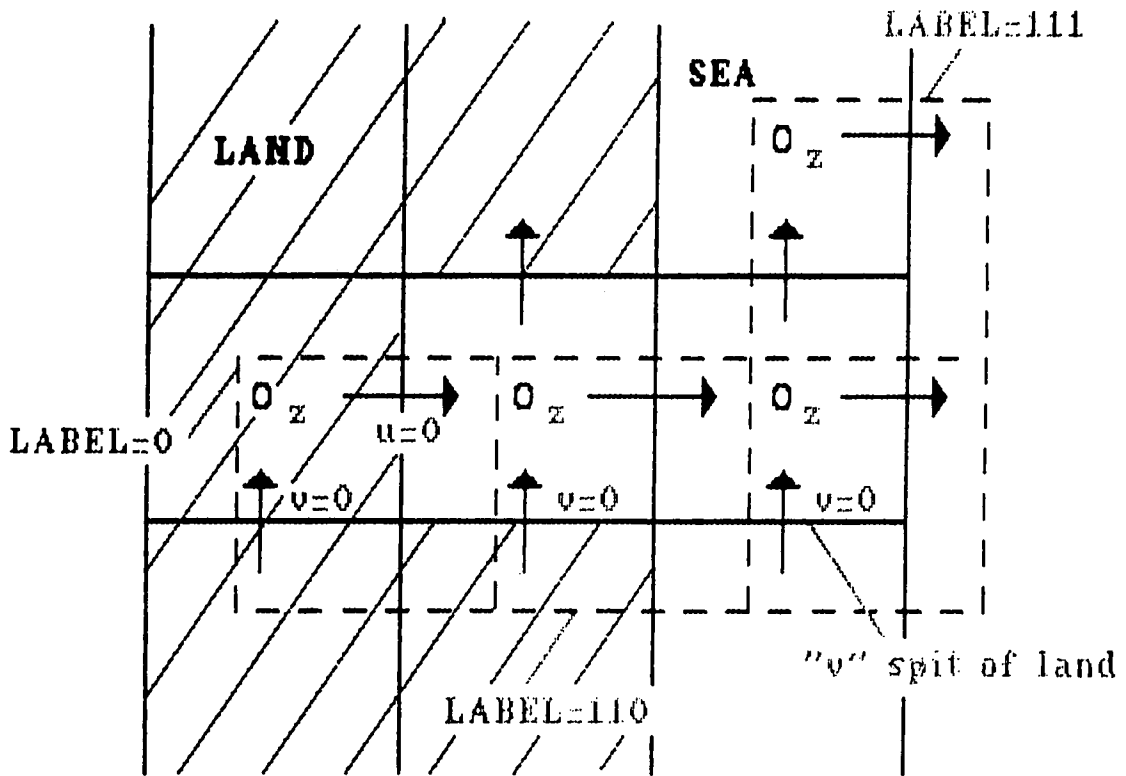 LABEL=111
SEA
LAND
O z
O z
O z
O z
LABEL=0
u=0
v=0
v=0
v=0
"v" spit of land
LABEL=110